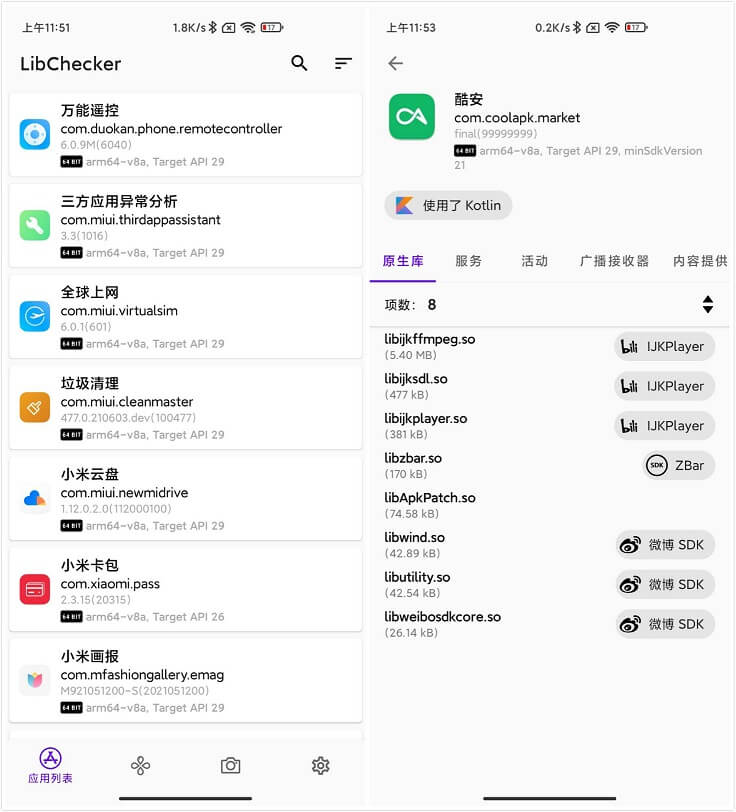 上午11:51
1.8K/s
17
LibChecker
万能遥控
com.duokan.phone.remotecontroller
6.0.9M(6040)
64 BIT arm64-v8a, Target API 29
三方应用异常分析
com.miui.thirdappassistant
3.3(1016)
64 BIT arm64-v8a, Target API 29
全球上网
com.miui.virtualsim
6.0.1(601)
64 BIT arm64-v8a, Target API 29
垃圾清理
com.miui.cleanmaster
477.0.210603.dev(100477)
64 BIT arm64-v8a, Target API 29
小米云盘
com.miui.newmidrive
1.12.0.2.0(112000100)
64 BIT arm64-v8a, Target API 29
小米卡包
com.xiaomi.pass
2.3.15(20315)
64 BIT arm64-v8a, Target API 26
小米画报
com.mfashiongallery.emag
M921051200-S(2021051200)
64 BIT arm64-v8a, Target API 29
应用列表
上午11:53
0.2K/s
17
酷安
com.coolapk.market
final(99999999)
64 BIT arm64-v8a, Target API 29, minSdkVersion
21
使用了 Kotlin
原生库 服务 活动 广播接收器 内容提供
项数: 8
libijkffmpeg.so
(5.40 MB)
bili IJKPlayer
libijksdl.so
(477 kB)
bili IJKPlayer
libijkplayer.so
(381 kB)
bili IJKPlayer
libzbar.so
(170 kB)
SDK ZBar
libApkPatch.so
(74.58 kB)
libwind.so
(42.89 kB)
微博 SDK
libutility.so
(42.54 kB)
微博 SDK
libweibosdkcore.so
(26.14 kB)
微博 SDK